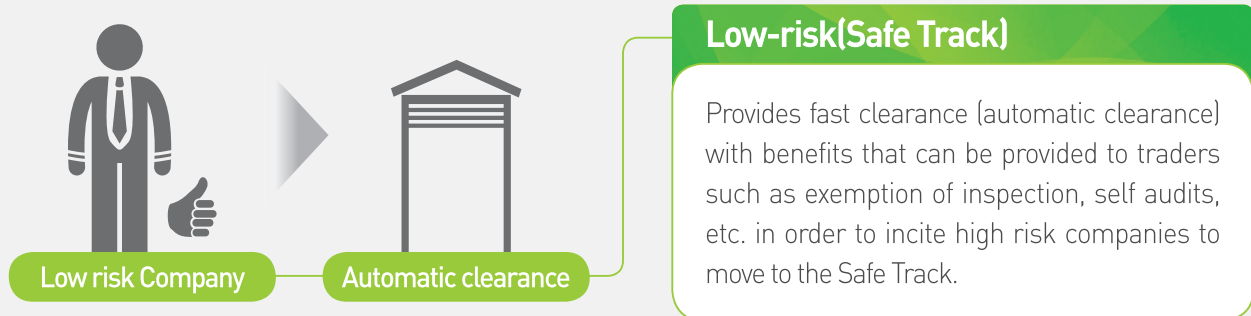 Low risk Company
Automatic clearance
Low-risk(Safe Track)
Provides fast clearance (automatic clearance)
with benefits that can be provided to traders
such as exemption of inspection, self audits,
etc. in order to incite high risk companies to
move to the Safe Track.